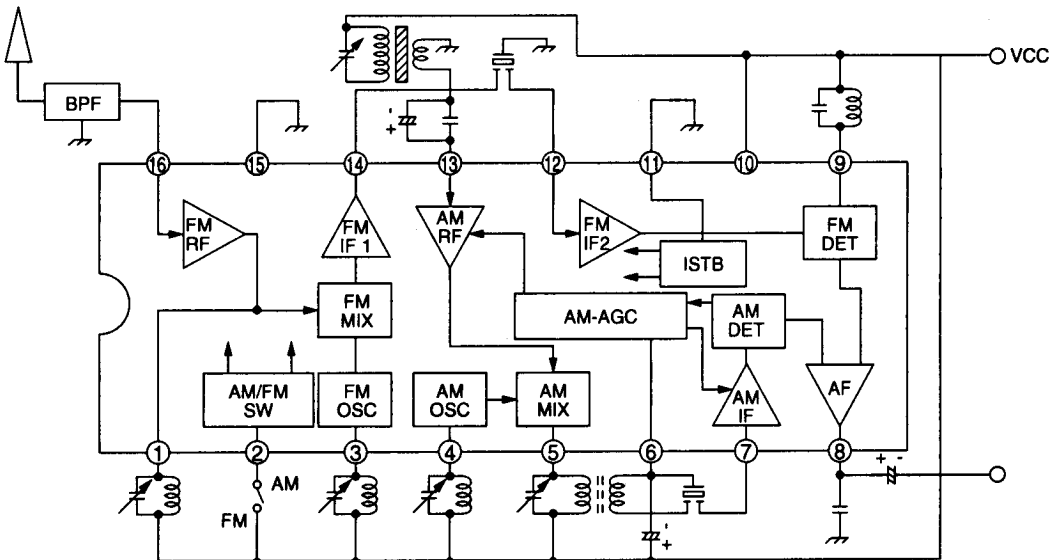 VCC
BPF
16
15
14
13
12
11
10
9
FM
RF
FM
IF 1
AM
RF
FM
IF2
FM
DET
ISTB
FM
MIX
AM-AGC
AM
DET
AM/FM
SW
FM
OSC
AM
OSC
AM
MIX
AM
IF
AF
1
2
3
4
5
6
7
8
AM
FM
+
-
+
-
+
-